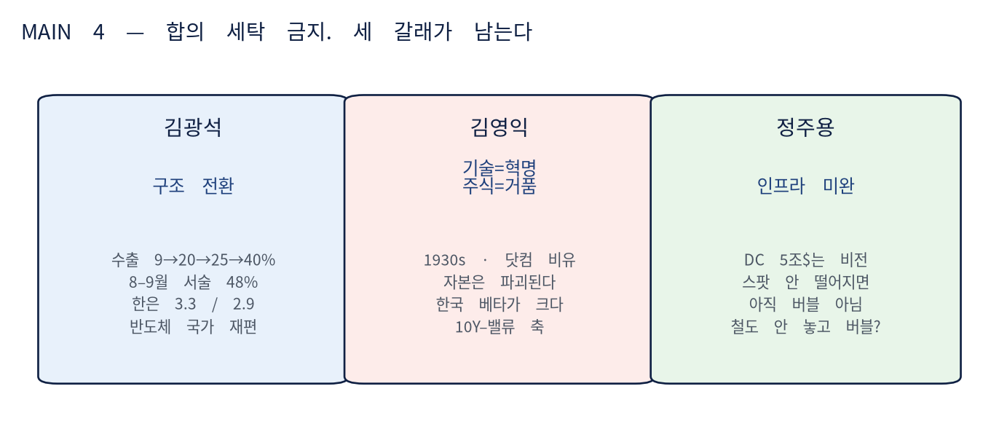 MAIN 4 — 합의 세탁 금지. 세 갈래가 남는다
김광석
구조 전환
수출 9→20→25→40%
8–9월 서술 48%
한은 3.3 / 2.9
반도체 국가 재편
김영익
기술=혁명
주식=거품
1930s · 닷컴 비유
자본은 파괴된다
한국 베타가 크다
10Y–밸류 축
정주용
인프라 미완
DC 5조$는 비전
스팟 안 떨어지면
아직 버블 아님
철도 안 놓고 버블?